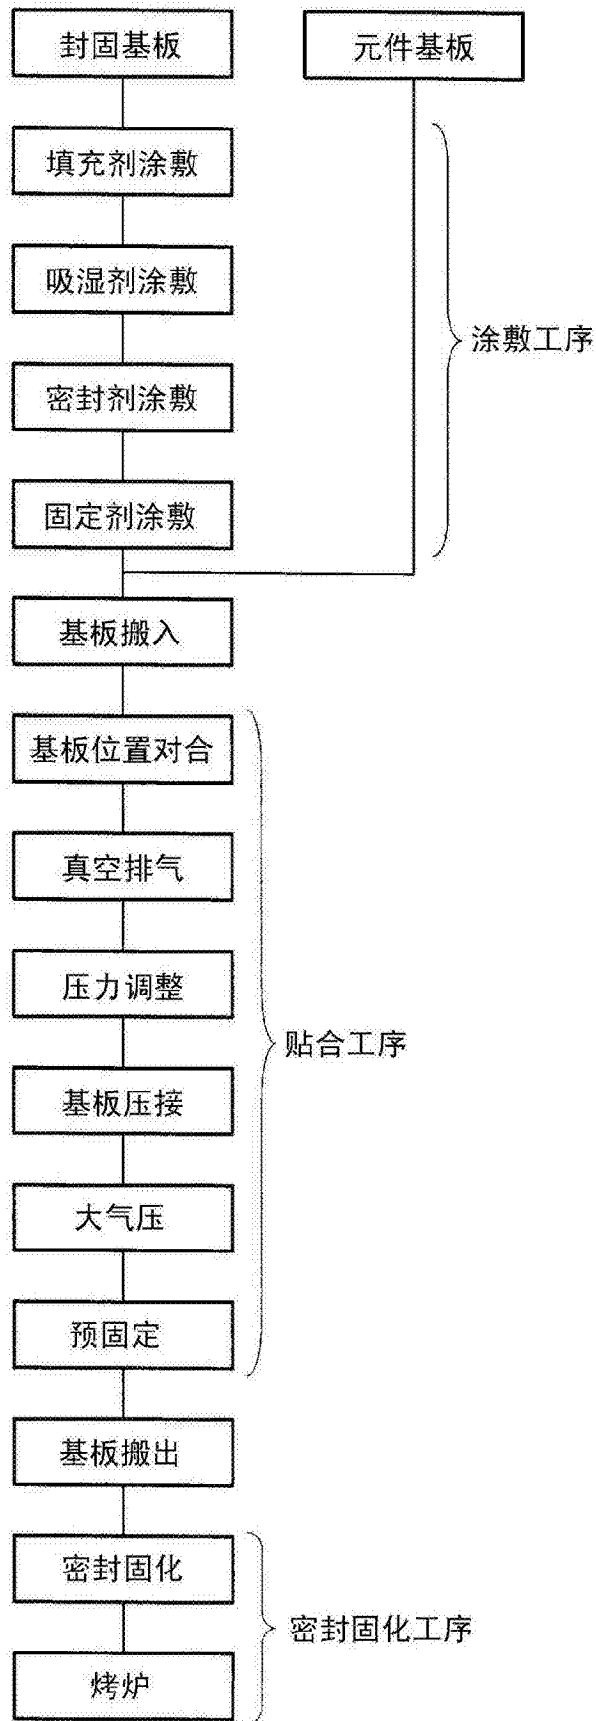 封固基板
元件基板
填充剂涂敷
吸湿剂涂敷
密封剂涂敷
固定剂涂敷
涂敷工序
基板搬入
基板位置对合
真空排气
压力调整
基板压接
大气压
预固定
贴合工序
基板搬出
密封固化
烤炉
密封固化工序